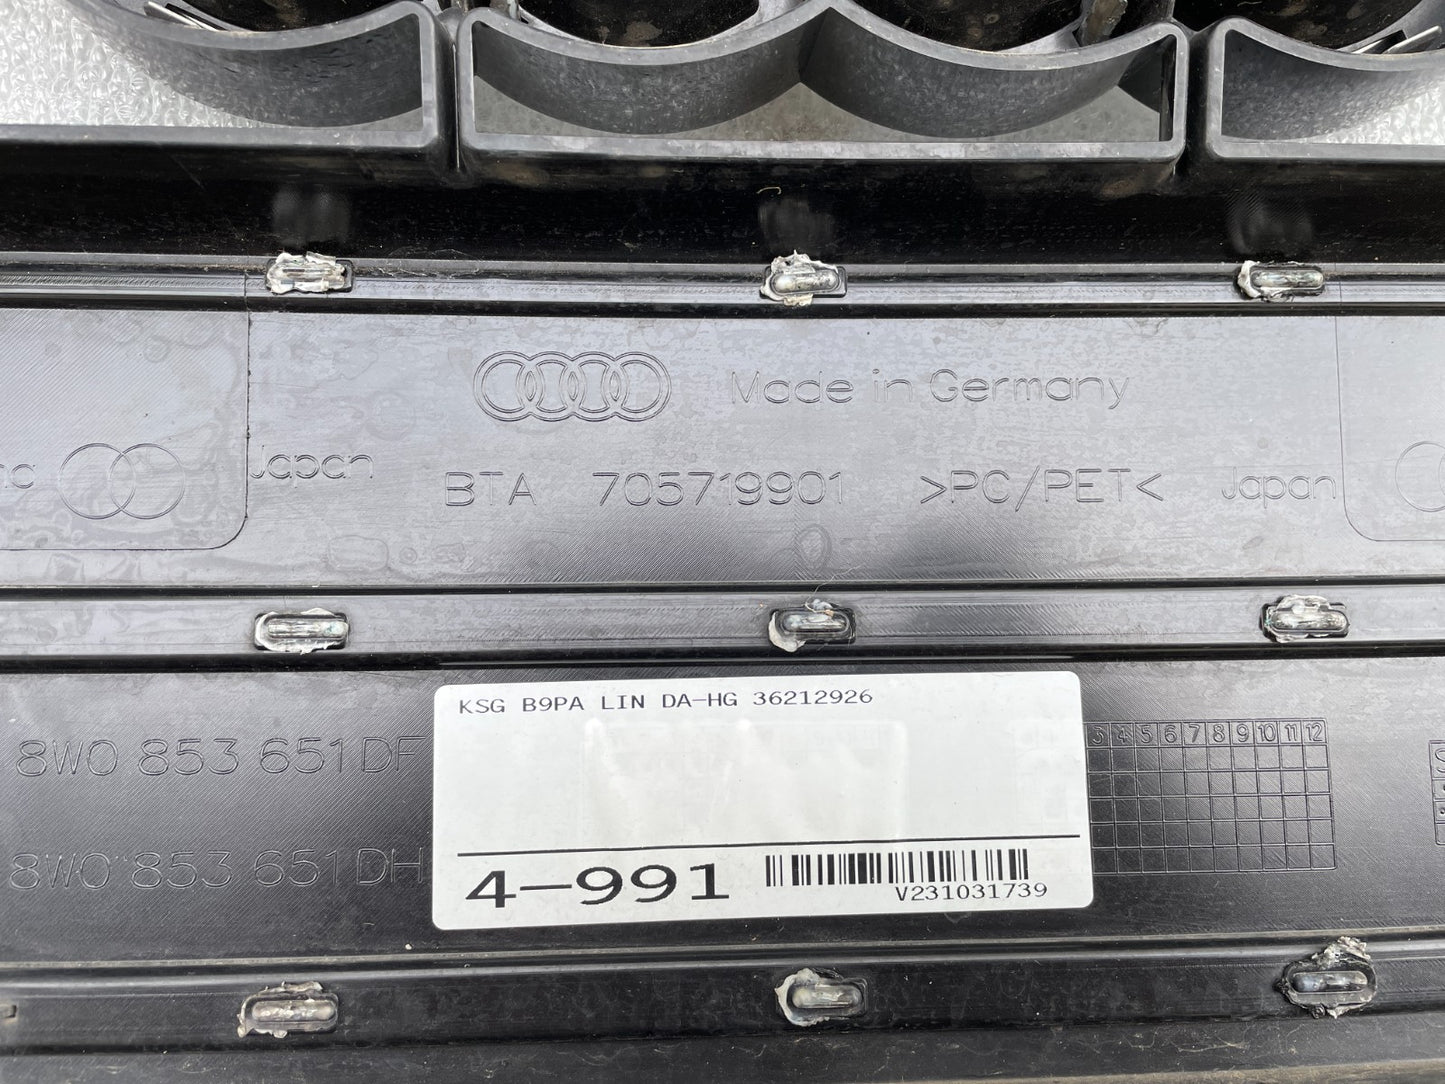 Made in Germany
Japan
BTA 705719901 >PC/PET< Japan
KSG B9PA LIN DA-HG 36212926
8W0 853 651 DF
3 4 5 6 7 8 9 10 11 12
8W0 853 651 DH
4-991
V231031739